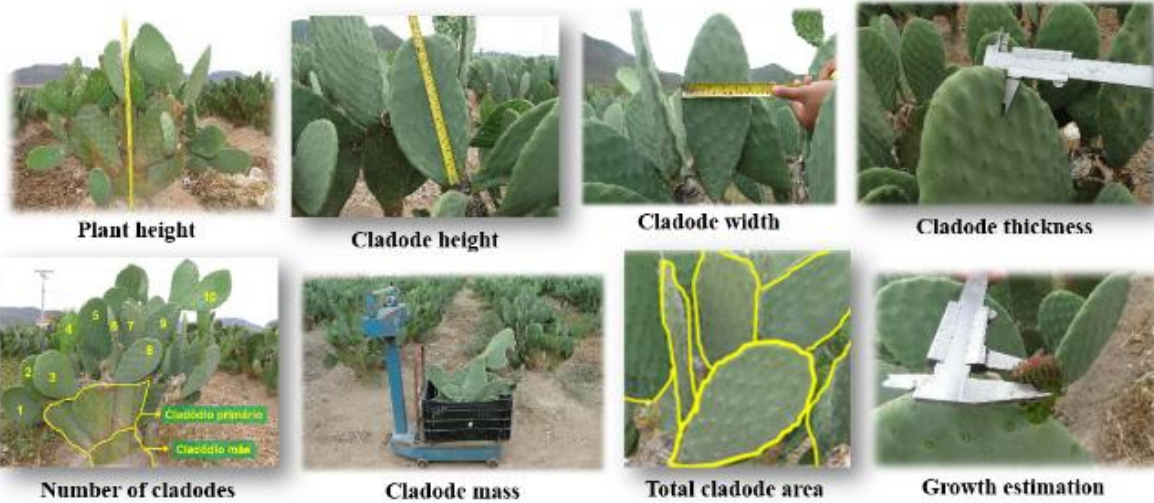 Plant height
Cladode height
Cladode width
Cladode thickness
1
2
3
4
5
6
7
8
9
10
Cladódio primário
Cladódio mãe
Number of cladodes
Cladode mass
Total cladode area
Growth estimation